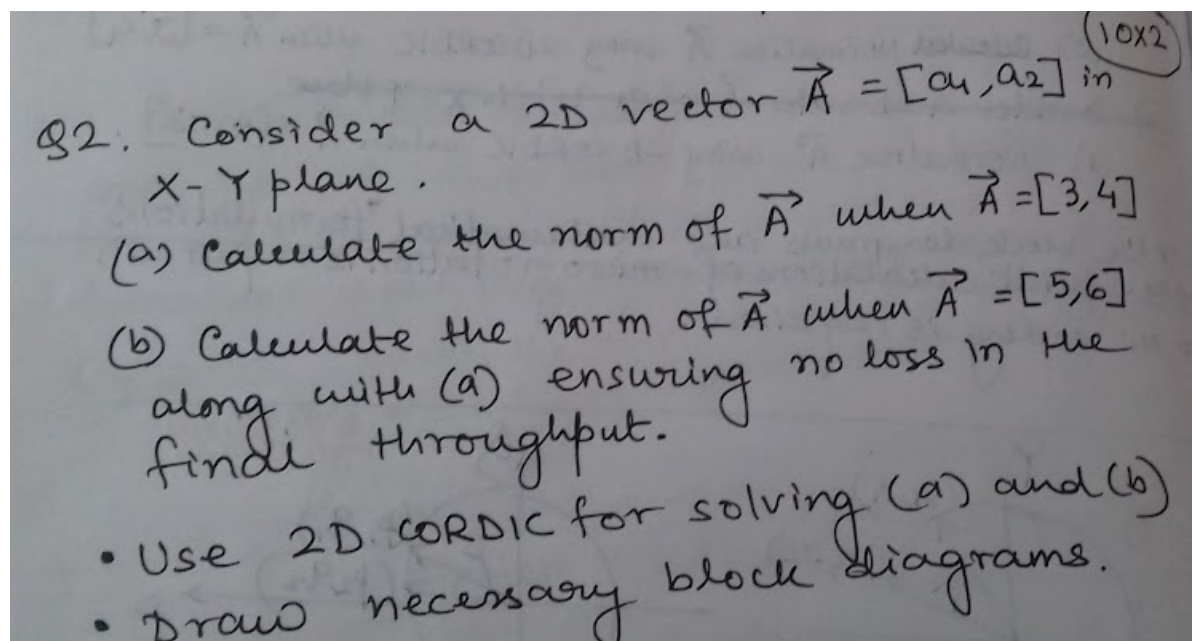 (10x2)
Q2. Consider a 2D vector A⃗ = [a1, a2] in
X-Y plane.
(a) Calculate the norm of A⃗ when A⃗ = [3,4]
(b) Calculate the norm of A⃗ when A⃗ = [5,6]
along with (a) ensuring no loss in the
final throughput.
• Use 2D CORDIC for solving (a) and (b)
• Draw necessary block diagrams.